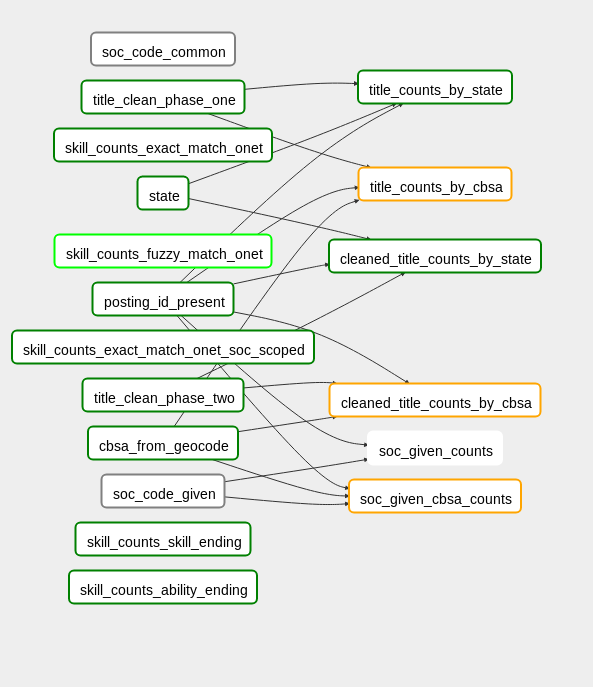 soc_code_common
title_clean_phase_one
skill_counts_exact_match_onet
state
skill_counts_fuzzy_match_onet
posting_id_present
skill_counts_exact_match_onet_soc_scoped
title_clean_phase_two
cbsa_from_geocode
soc_code_given
skill_counts_skill_ending
skill_counts_ability_ending
title_counts_by_state
title_counts_by_cbsa
cleaned_title_counts_by_state
cleaned_title_counts_by_cbsa
soc_given_counts
soc_given_cbsa_counts